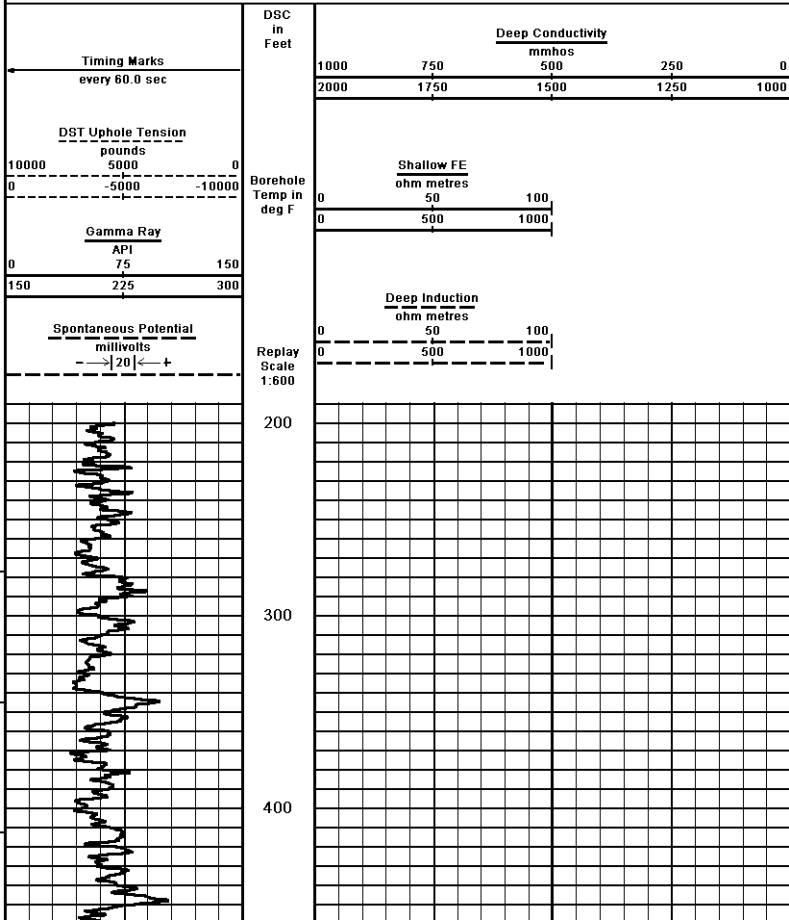 DSC
in
Feet
Timing Marks
every 60.0 sec
Deep Conductivity
mmhos
1000 750 500 250 0
2000 1750 1500 1250 1000
DST Uphole Tension
pounds
10000 5000 0
0 -5000 -10000
Borehole
Temp in
deg F
Shallow FE
ohm metres
0 50 100
0 500 1000
Gamma Ray
API
0 75 150
150 225 300
Deep Induction
ohm metres
0 50 100
0 500 1000
Spontaneous Potential
millivolts
- 20 +
Replay
Scale
1:600
200
300
400